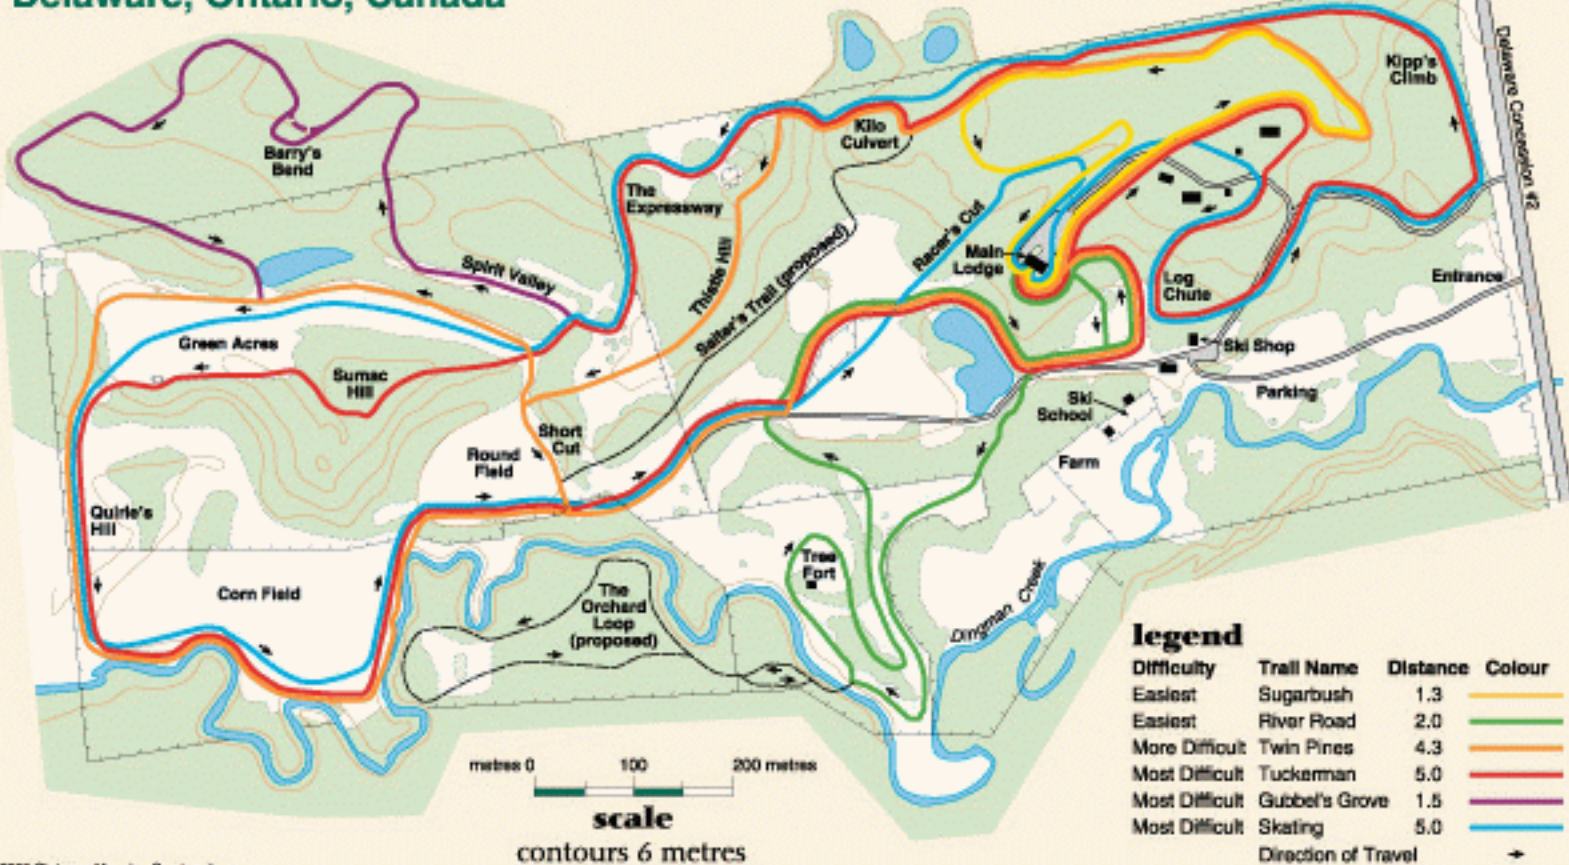 Delaware, Ontario, Canada
Kipp's
Climb
Delaware Concession #2
Kilo
Culvert
Barry's
Bend
The
Expressway
Racer's Cut
Main
Lodge
Spirit Valley
Thistle Hill
Salter's Trail (proposed)
Log
Chute
Entrance
Green Acres
Sumac
Hill
Ski Shop
Parking
Ski
School
Short
Cut
Round
Field
Farm
Quirie's
Hill
Tree
Fort
Corn Field
The
Orchard
Loop
(proposed)
Dingman Creek
legend
Difficulty Trail Name Distance Colour
Easiest Sugarbush 1.3
Easiest River Road 2.0
More Difficult Twin Pines 4.3
Most Difficult Tuckerman 5.0
Most Difficult Gubbel's Grove 1.5
Most Difficult Skating 5.0
Direction of Travel
metres 0 100 200 metres
scale
contours 6 metres